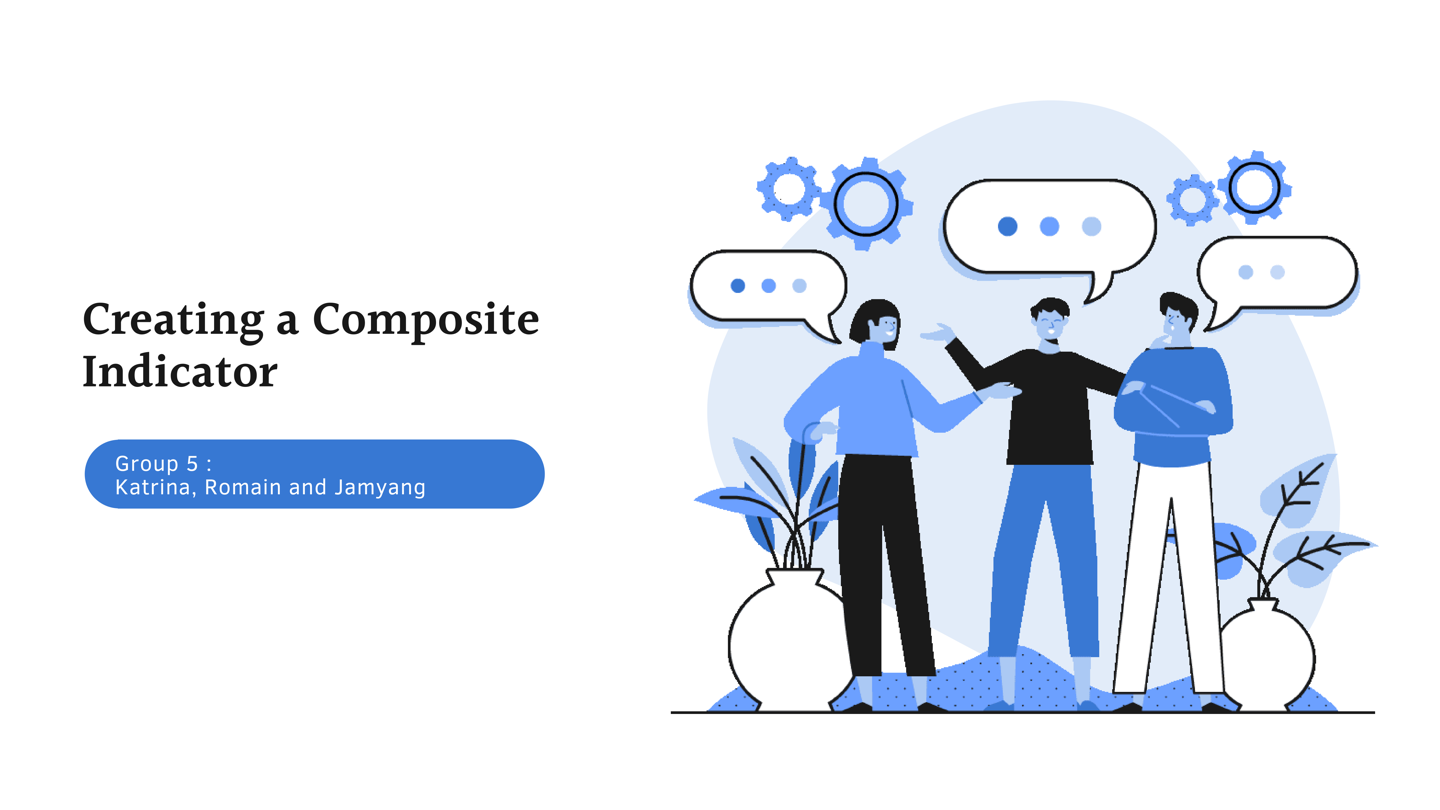 Creating a Composite
Indicator
Group 5 :
Katrina, Romain and Jamyang